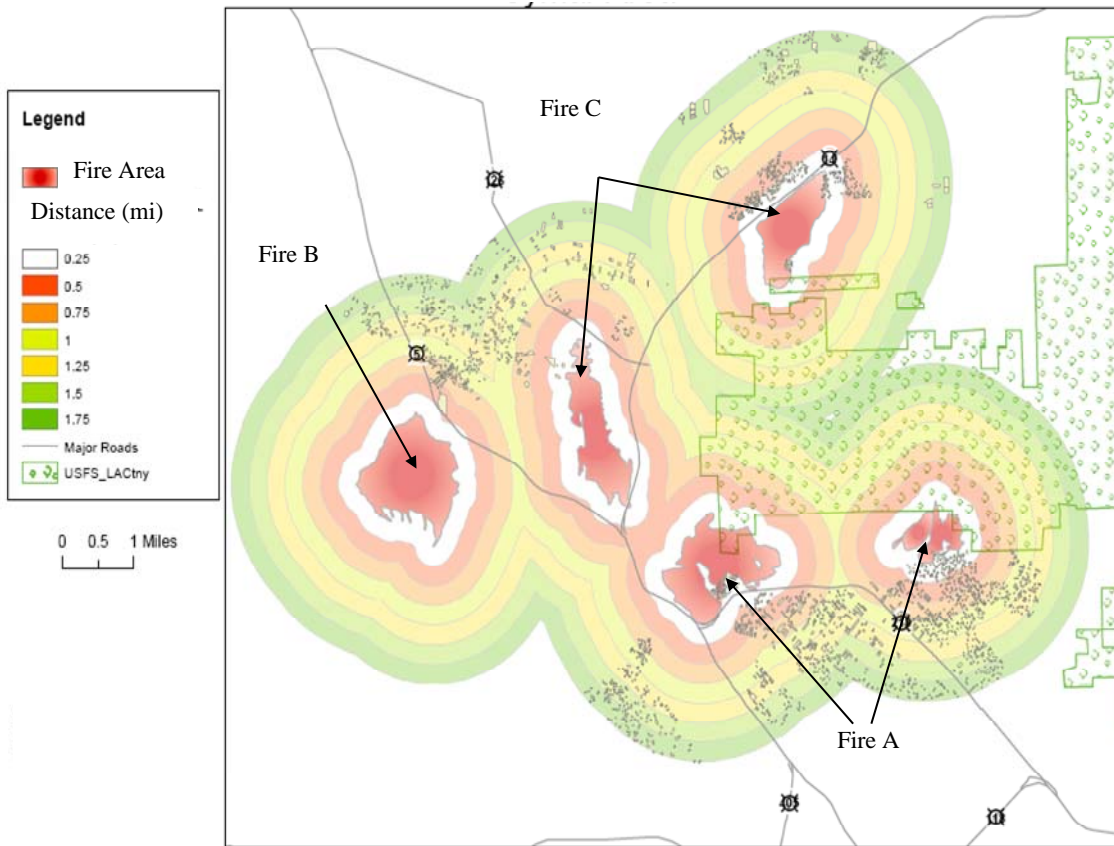 Legend
Fire Area
Distance (mi)
0.25
0.5
0.75
1
1.25
1.5
1.75
Major Roads
USFS_LACtny
0 0.5 1 Miles
Fire C
Fire B
Fire A
5